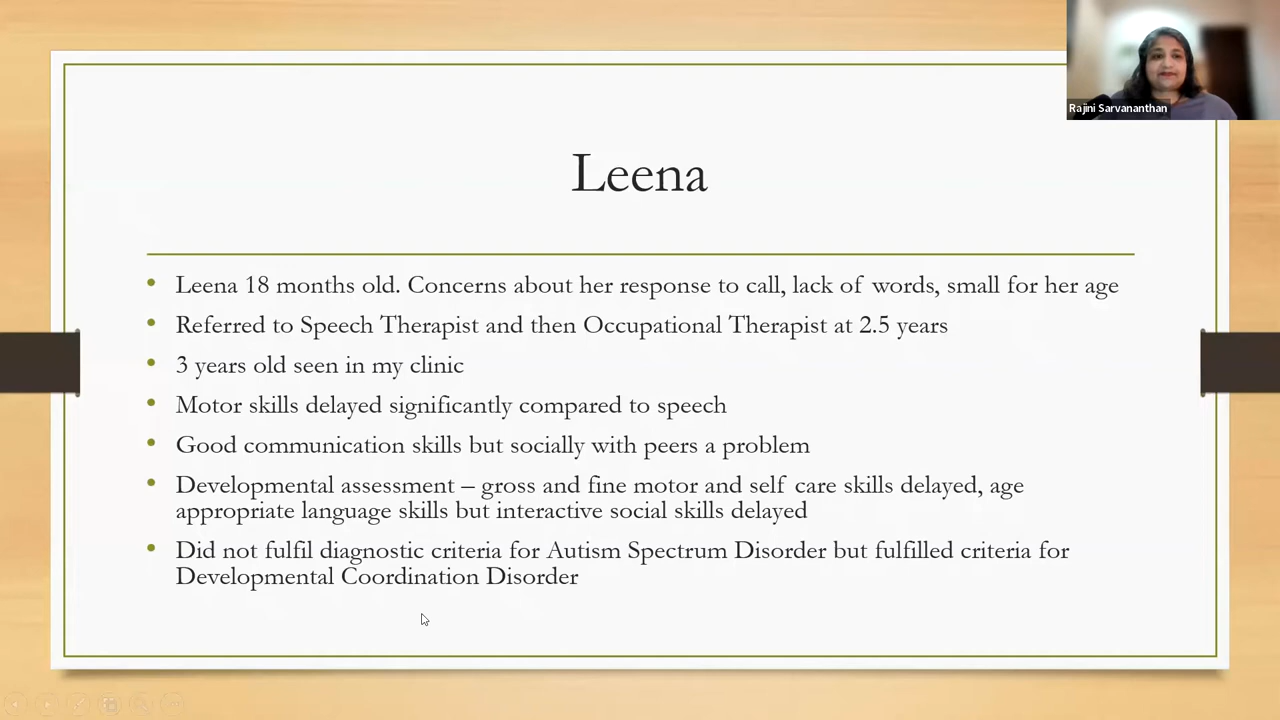 Rajini Sarvananthan
Leena
• Leena 18 months old. Concerns about her response to call, lack of words, small for her age
• Referred to Speech Therapist and then Occupational Therapist at 2.5 years
• 3 years old seen in my clinic
• Motor skills delayed significantly compared to speech
• Good communication skills but socially with peers a problem
• Developmental assessment – gross and fine motor and self care skills delayed, age
appropriate language skills but interactive social skills delayed
• Did not fulfil diagnostic criteria for Autism Spectrum Disorder but fulfilled criteria for
Developmental Coordination Disorder